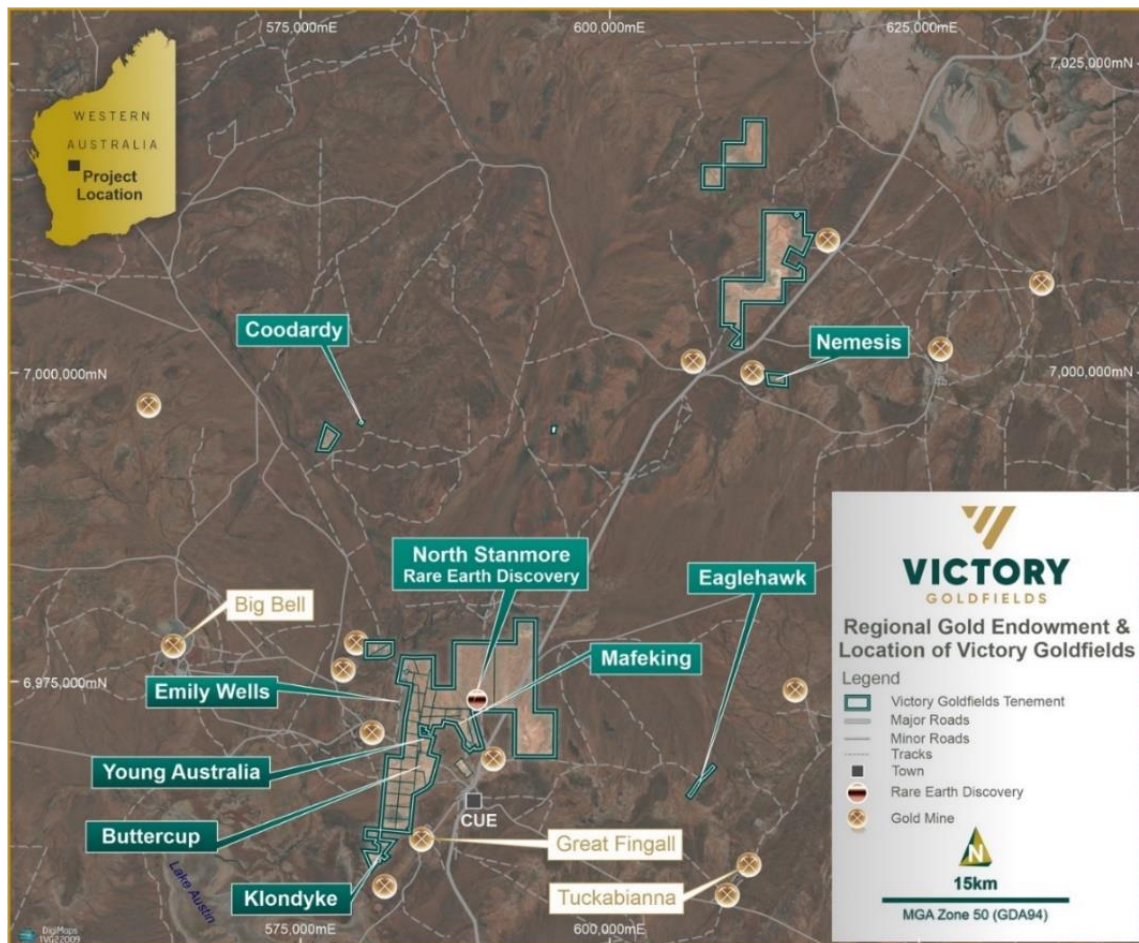 575,000mE
600,000mE
625,000mE
7,025,000mN
WESTERN
AUSTRALIA
Project
Location
Coodardy
Nemesis
7,000,000mN
7,000,000mN
North Stanmore
Rare Earth Discovery
Eaglehawk
Big Bell
Mafeking
6,975,000mN
Emily Wells
Young Australia
Buttercup
CUE
Great Fingall
Klondyke
Tuckabianna
Lake Austin
575,000mE
600,000mE
DigiMaps
1VG22009
VICTORY
GOLDFIELDS
Regional Gold Endowment &
Location of Victory Goldfields
Legend
Victory Goldfields Tenement
Major Roads
Minor Roads
Tracks
Town
Rare Earth Discovery
Gold Mine
N
15km
MGA Zone 50 (GDA94)